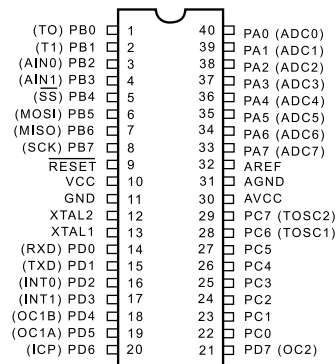 (TO) PB0 1 40 PA0 (ADC0)
(T1) PB1 2 39 PA1 (ADC1)
(AIN0) PB2 3 38 PA2 (ADC2)
(AIN1) PB3 4 37 PA3 (ADC3)
(S̅S̅) PB4 5 36 PA4 (ADC4)
(MOSI) PB5 6 35 PA5 (ADC5)
(MISO) PB6 7 34 PA6 (ADC6)
(SCK) PB7 8 33 PA7 (ADC7)
R̅E̅S̅E̅T̅ 9 32 AREF
VCC 10 31 AGND
GND 11 30 AVCC
XTAL2 12 29 PC7 (TOSC2)
XTAL1 13 28 PC6 (TOSC1)
(RXD) PD0 14 27 PC5
(TXD) PD1 15 26 PC4
(INT0) PD2 16 25 PC3
(INT1) PD3 17 24 PC2
(OC1B) PD4 18 23 PC1
(OC1A) PD5 19 22 PC0
(ICP) PD6 20 21 PD7 (OC2)